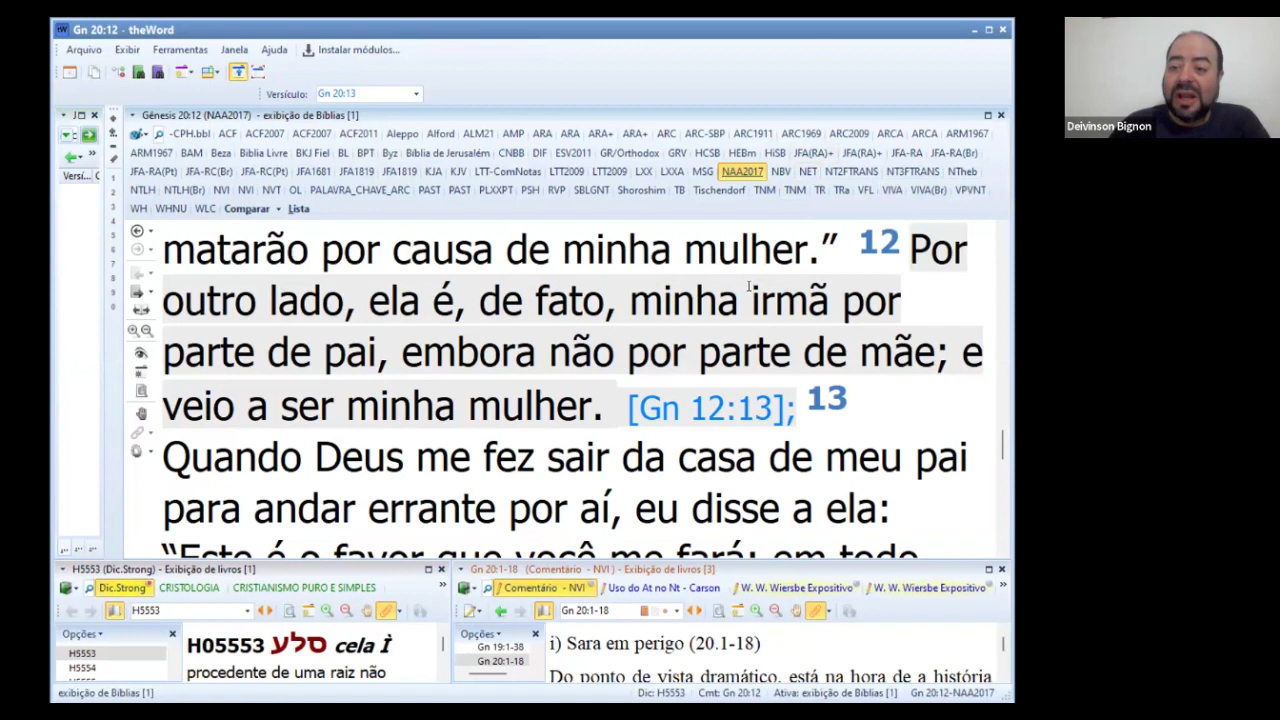 Gn 20:12 - theWord
Arquivo Exibir Ferramentas Janela Ajuda Instalar módulos...
Versículo: Gn 20:13
Gênesis 20:12 (NAA2017) - exibição de Bíblias [1]
-CPH.bbl ACF ACF2007 ACF2007 ACF2011 Aleppo Alford ALM21 AMP ARA ARA+ ARA+ ARC ARC-SBP ARC1911 ARC1969 ARC2009 ARCA ARCA ARM1967
ARM1967 BAM Beza Biblia Livre BKJ Fiel BL BPT Byz Bíblia de Jerusalém CNBB DIF ESV2011 GR/Orthodox GRV HCSB HEBm HiSB JFA(RA)+ JFA(RA)+ JFA-RA JFA-RA(Br)
JFA-RA(Pt) JFA-RC(Br) JFA-RC(Pt) JFA1681 JFA1819 JFA1819 KJA KJV LTT-ComNotas LTT2009 LTT2009 LXX LXXA MSG NAA2017 NBV NET NT2FTRANS NT3FTRANS NTheb
NTLH NTLH(Br) NVI NVI NVT OL PALAVRA_CHAVE_ARC PAST PAST PLXXPT PSH RVP SBLGNT Shoroshim TB Tischendorf TNM TNM TR TRa VFL VIVA VIVA(Br) VPVNT
WH WHNU WLC Comparar Lista
matarão por causa de minha mulher.” 12 Por
outro lado, ela é, de fato, minha irmã por
parte de pai, embora não por parte de mãe; e
veio a ser minha mulher. [Gn 12:13]; 13
Quando Deus me fez sair da casa de meu pai
para andar errante por aí, eu disse a ela:
“Este é o favor que você me fará: em todo
H5553 (Dic.Strong) - Exibição de livros [1]
Dic.Strong CRISTOLOGIA CRISTIANISMO PURO E SIMPLES
H5553
Opções
H5553
H5554
H05553 סלע cela Ì
procedente de uma raiz não
Gn 20:1-18 (Comentário - NVI) - Exibição de livros [3]
Comentário - NVI Uso do At no Nt - Carson W. W. Wiersbe Expositivo W. W. Wiersbe Expositivo
Gn 20:1-18
Opções
Gn 19:1-38
Gn 20:1-18
i) Sara em perigo (20.1-18)
Do ponto de vista dramático, está na hora de a história
exibição de Bíblias [1] Dic: H5553 Cmt: Gn 20:12 Ativa: exibição de Bíblias [1] Gn 20:12-NAA2017
Deivinson Bignon